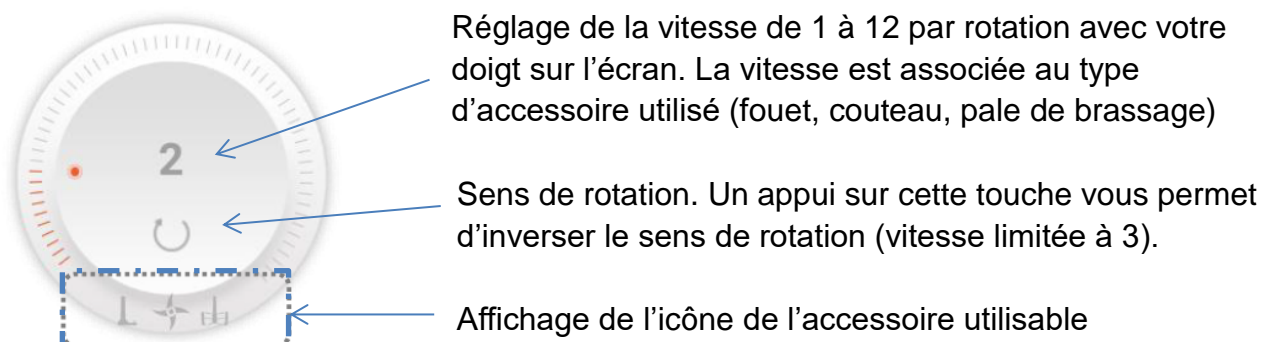 Réglage de la vitesse de 1 à 12 par rotation avec votre
doigt sur l’écran. La vitesse est associée au type
d’accessoire utilisé (fouet, couteau, pale de brassage)
2
Sens de rotation. Un appui sur cette touche vous permet
d’inverser le sens de rotation (vitesse limitée à 3).
Affichage de l’icône de l’accessoire utilisable